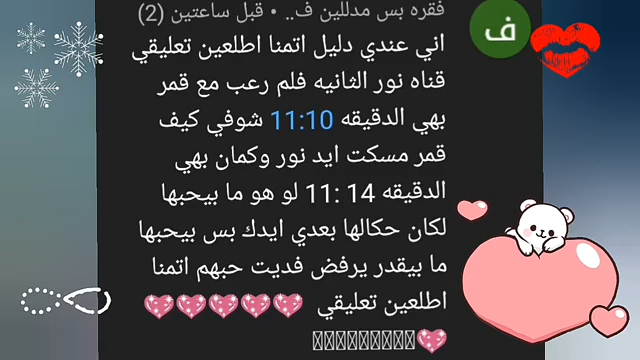 فقره بس مدللين ف.. • قبل ساعتين (2)
ف
اني عندي دليل اتمنا اطلعين تعليقي
قناه نور الثانيه فلم رعب مع قمر
بهي الدقيقه 11:10 شوفي كيف
قمر مسكت ايد نور وكمان بهي
الدقيقه 14 :11 لو هو ما بيحبها
لكان حكالها بعدي ايدك بس بيحبها
ما بيقدر يرفض فديت حبهم اتمنا
اطلعين تعليقي 💖💖💖💖💖
💖